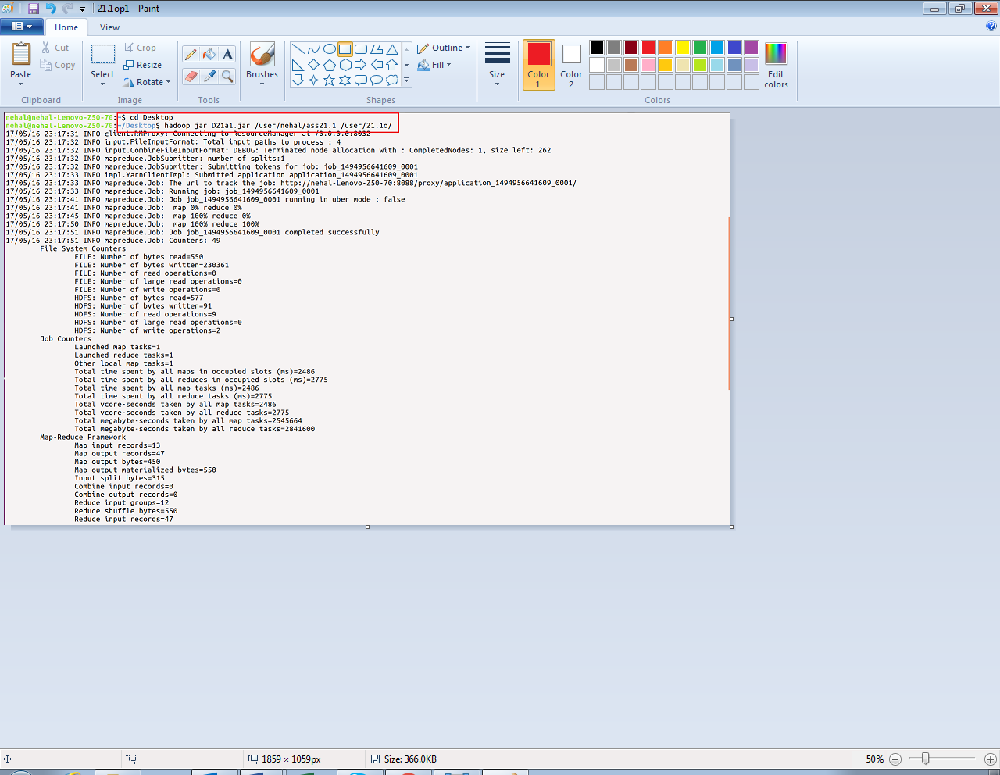 21.1op1 - Paint
Home
View
Paste
Cut
Copy
Clipboard
Select
Crop
Resize
Rotate
Image
A
Tools
Brushes
Shapes
Outline
Fill
Size
Color
1
Color
2
Colors
Edit
colors
nehal@nehal-Lenovo-Z50-70:~$ cd Desktop
nehal@nehal-Lenovo-Z50-70:~/Desktop$ hadoop jar D21a1.jar /user/nehal/ass21.1 /user/21.1o/
17/05/16 23:17:31 INFO client.RMProxy: Connecting to ResourceManager at /0.0.0.0:8032
17/05/16 23:17:32 INFO input.FileInputFormat: Total input paths to process : 4
17/05/16 23:17:32 INFO input.CombineFileInputFormat: DEBUG: Terminated node allocation with : CompletedNodes: 1, size left: 262
17/05/16 23:17:32 INFO mapreduce.JobSubmitter: number of splits:1
17/05/16 23:17:32 INFO mapreduce.JobSubmitter: Submitting tokens for job: job_1494956641609_0001
17/05/16 23:17:33 INFO impl.YarnClientImpl: Submitted application application_1494956641609_0001
17/05/16 23:17:33 INFO mapreduce.Job: The url to track the job: http://nehal-Lenovo-Z50-70:8088/proxy/application_1494956641609_0001/
17/05/16 23:17:33 INFO mapreduce.Job: Running job: job_1494956641609_0001
17/05/16 23:17:41 INFO mapreduce.Job: Job job_1494956641609_0001 running in uber mode : false
17/05/16 23:17:41 INFO mapreduce.Job:  map 0% reduce 0%
17/05/16 23:17:45 INFO mapreduce.Job:  map 100% reduce 0%
17/05/16 23:17:50 INFO mapreduce.Job:  map 100% reduce 100%
17/05/16 23:17:51 INFO mapreduce.Job: Job job_1494956641609_0001 completed successfully
17/05/16 23:17:51 INFO mapreduce.Job: Counters: 49
File System Counters
FILE: Number of bytes read=550
FILE: Number of bytes written=230361
FILE: Number of read operations=0
FILE: Number of large read operations=0
FILE: Number of write operations=0
HDFS: Number of bytes read=577
HDFS: Number of bytes written=91
HDFS: Number of read operations=9
HDFS: Number of large read operations=0
HDFS: Number of write operations=2
Job Counters
Launched map tasks=1
Launched reduce tasks=1
Other local map tasks=1
Total time spent by all maps in occupied slots (ms)=2486
Total time spent by all reduces in occupied slots (ms)=2775
Total time spent by all map tasks (ms)=2486
Total time spent by all reduce tasks (ms)=2775
Total vcore-seconds taken by all map tasks=2486
Total vcore-seconds taken by all reduce tasks=2775
Total megabyte-seconds taken by all map tasks=2545664
Total megabyte-seconds taken by all reduce tasks=2841600
Map-Reduce Framework
Map input records=13
Map output records=47
Map output bytes=450
Map output materialized bytes=550
Input split bytes=315
Combine input records=0
Combine output records=0
Reduce input groups=12
Reduce shuffle bytes=550
Reduce input records=47
1859 × 1059px
Size: 366.0KB
50%